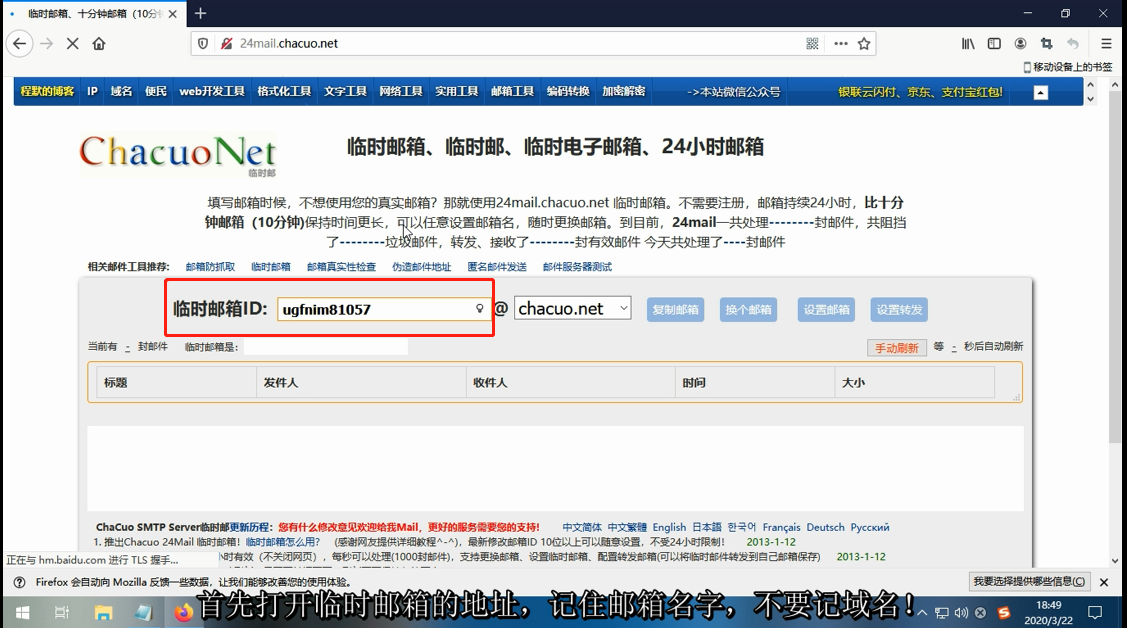 临时邮箱、十分钟邮箱（10分
24mail.chacuo.net
移动设备上的书签
程默的博客 IP 域名 便民 web开发工具 格式化工具 文字工具 网络工具 实用工具 邮箱工具 编码转换 加密解密 ->本站微信公众号 银联云闪付、京东、支付宝红包!
ChacuoNet
临时邮
临时邮箱、临时邮、临时电子邮箱、24小时邮箱
填写邮箱时候，不想使用您的真实邮箱？那就使用24mail.chacuo.net 临时邮箱。不需要注册，邮箱持续24小时，比十分
钟邮箱（10分钟)保持时间更长，可以任意设置邮箱名，随时更换邮箱。到目前，24mail一共处理--------封邮件，共阻挡
了--------垃圾邮件，转发、接收了--------封有效邮件 今天共处理了----封邮件
相关邮件工具推荐: 邮箱防抓取 临时邮箱 邮箱真实性检查 伪造邮件地址 匿名邮件发送 邮件服务器测试
临时邮箱ID: ugfnim81057 @ chacuo.net 复制邮箱 换个邮箱 设置邮箱 设置转发
当前有 - 封邮件 临时邮箱是: 手动刷新 等 - 秒后自动刷新
标题 发件人 收件人 时间 大小
ChaCuo SMTP Server临时邮更新历程: 您有什么修改意见欢迎给我Mail，更好的服务需要您的支持! 中文简体 中文繁體 English 日本語 한국어 Français Deutsch Русский
1. 推出Chacuo 24Mail 临时邮箱! 临时邮箱怎么用? (感谢网友提供详细教程^-^)，最新修改邮箱ID 10位以上可以随意设置，不受24小时限制! 2013-1-12
小时有效（不关闭网页），每秒可以处理(1000封邮件)，支持更换邮箱、设置临时邮箱、配置转发邮箱(可以将临时邮件转发到自己邮箱保存) 2013-1-12
正在与 hm.baidu.com 进行 TLS 握手...
Firefox 会自动向 Mozilla 反馈一些数据，让我们能够改善您的使用体验。 我要选择提供哪些信息(C)
首先打开临时邮箱的地址，记住邮箱名字，不要记域名！
18:49
2020/3/22